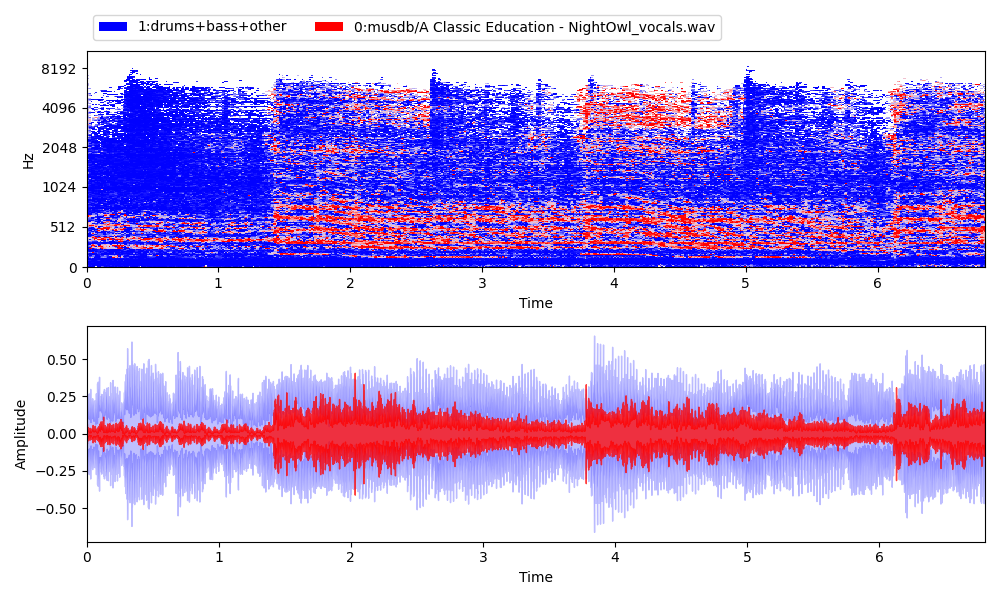 1:drums+bass+other 0:musdb/A Classic Education - NightOwl_vocals.wav
8192
4096
2048
1024
512
0
Hz
0 1 2 3 4 5 6
Time
0.50
0.25
0.00
−0.25
−0.50
Amplitude
0 1 2 3 4 5 6
Time